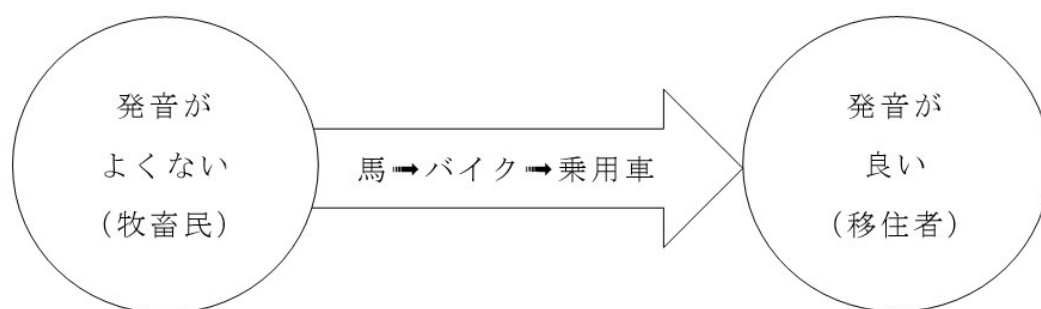 発音が
よくない
(牧畜民)
馬➟バイク➟乗用車
発音が
良い
(移住者)